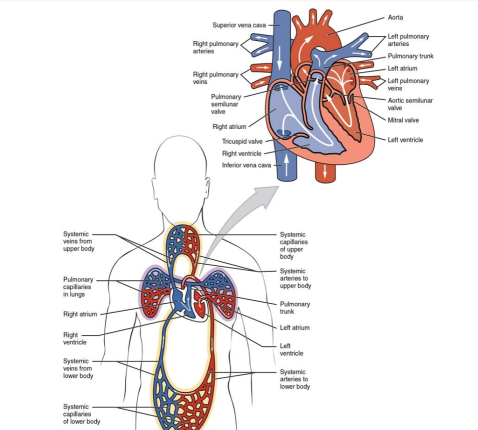 Superior vena cava
Right pulmonary
arteries
Right pulmonary
veins
Pulmonary
semilunar
valve
Right atrium
Tricuspid valve
Right ventricle
Inferior vena cava
Aorta
Left pulmonary
arteries
Pulmonary trunk
Left atrium
Left pulmonary
veins
Aortic semilunar
valve
Mitral valve
Left ventricle
Systemic
veins from
upper body
Pulmonary
capillaries
in lungs
Right atrium
Right
ventricle
Systemic
veins from
lower body
Systemic
capillaries
of lower body
Systemic
capillaries
of upper
body
Systemic
arteries to
upper body
Pulmonary
trunk
Left atrium
Left
ventricle
Systemic
arteries to
lower body